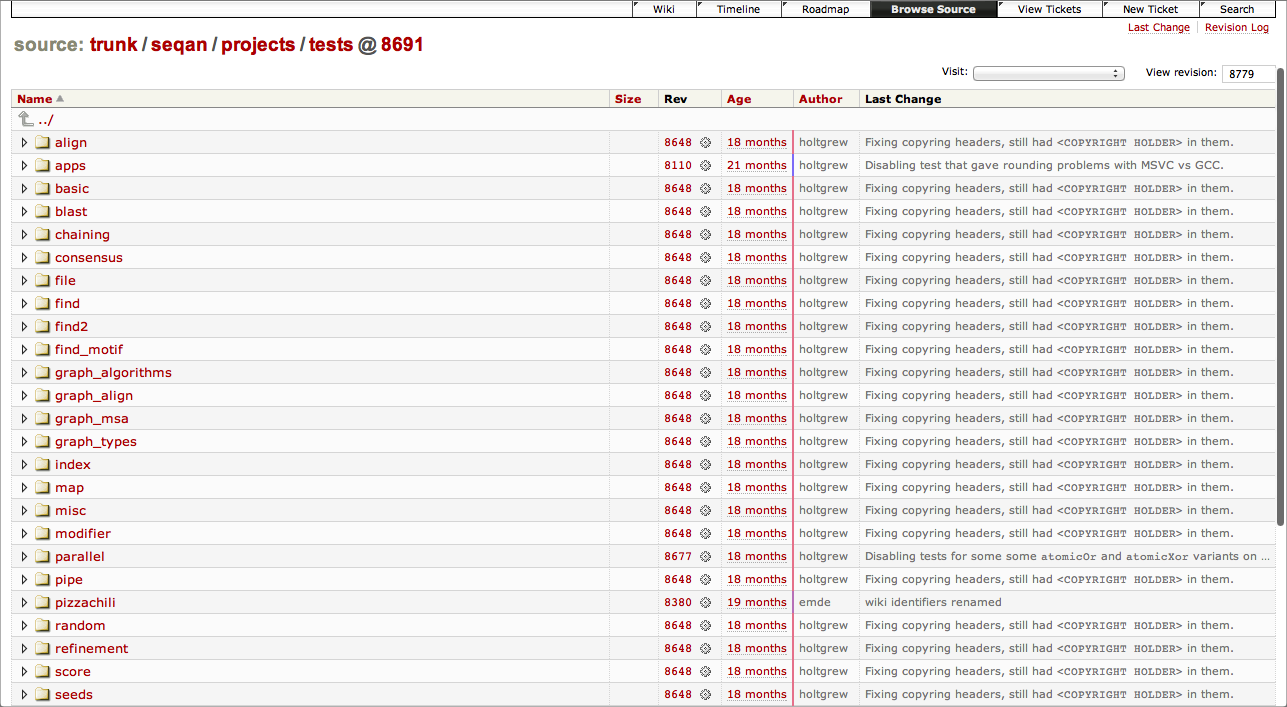 Wiki Timeline Roadmap Browse Source View Tickets New Ticket Search
Last Change Revision Log
source: trunk / seqan / projects / tests @ 8691
Visit: View revision: 8779
Name Size Rev Age Author Last Change
../
align 8648 18 months holtgrew Fixing copyring headers, still had <COPYRIGHT HOLDER> in them.
apps 8110 21 months holtgrew Disabling test that gave rounding problems with MSVC vs GCC.
basic 8648 18 months holtgrew Fixing copyring headers, still had <COPYRIGHT HOLDER> in them.
blast 8648 18 months holtgrew Fixing copyring headers, still had <COPYRIGHT HOLDER> in them.
chaining 8648 18 months holtgrew Fixing copyring headers, still had <COPYRIGHT HOLDER> in them.
consensus 8648 18 months holtgrew Fixing copyring headers, still had <COPYRIGHT HOLDER> in them.
file 8648 18 months holtgrew Fixing copyring headers, still had <COPYRIGHT HOLDER> in them.
find 8648 18 months holtgrew Fixing copyring headers, still had <COPYRIGHT HOLDER> in them.
find2 8648 18 months holtgrew Fixing copyring headers, still had <COPYRIGHT HOLDER> in them.
find_motif 8648 18 months holtgrew Fixing copyring headers, still had <COPYRIGHT HOLDER> in them.
graph_algorithms 8648 18 months holtgrew Fixing copyring headers, still had <COPYRIGHT HOLDER> in them.
graph_align 8648 18 months holtgrew Fixing copyring headers, still had <COPYRIGHT HOLDER> in them.
graph_msa 8648 18 months holtgrew Fixing copyring headers, still had <COPYRIGHT HOLDER> in them.
graph_types 8648 18 months holtgrew Fixing copyring headers, still had <COPYRIGHT HOLDER> in them.
index 8648 18 months holtgrew Fixing copyring headers, still had <COPYRIGHT HOLDER> in them.
map 8648 18 months holtgrew Fixing copyring headers, still had <COPYRIGHT HOLDER> in them.
misc 8648 18 months holtgrew Fixing copyring headers, still had <COPYRIGHT HOLDER> in them.
modifier 8648 18 months holtgrew Fixing copyring headers, still had <COPYRIGHT HOLDER> in them.
parallel 8677 18 months holtgrew Disabling tests for some some atomicOr and atomicXor variants on ...
pipe 8648 18 months holtgrew Fixing copyring headers, still had <COPYRIGHT HOLDER> in them.
pizzachili 8380 19 months emde wiki identifiers renamed
random 8648 18 months holtgrew Fixing copyring headers, still had <COPYRIGHT HOLDER> in them.
refinement 8648 18 months holtgrew Fixing copyring headers, still had <COPYRIGHT HOLDER> in them.
score 8648 18 months holtgrew Fixing copyring headers, still had <COPYRIGHT HOLDER> in them.
seeds 8648 18 months holtgrew Fixing copyring headers, still had <COPYRIGHT HOLDER> in them.